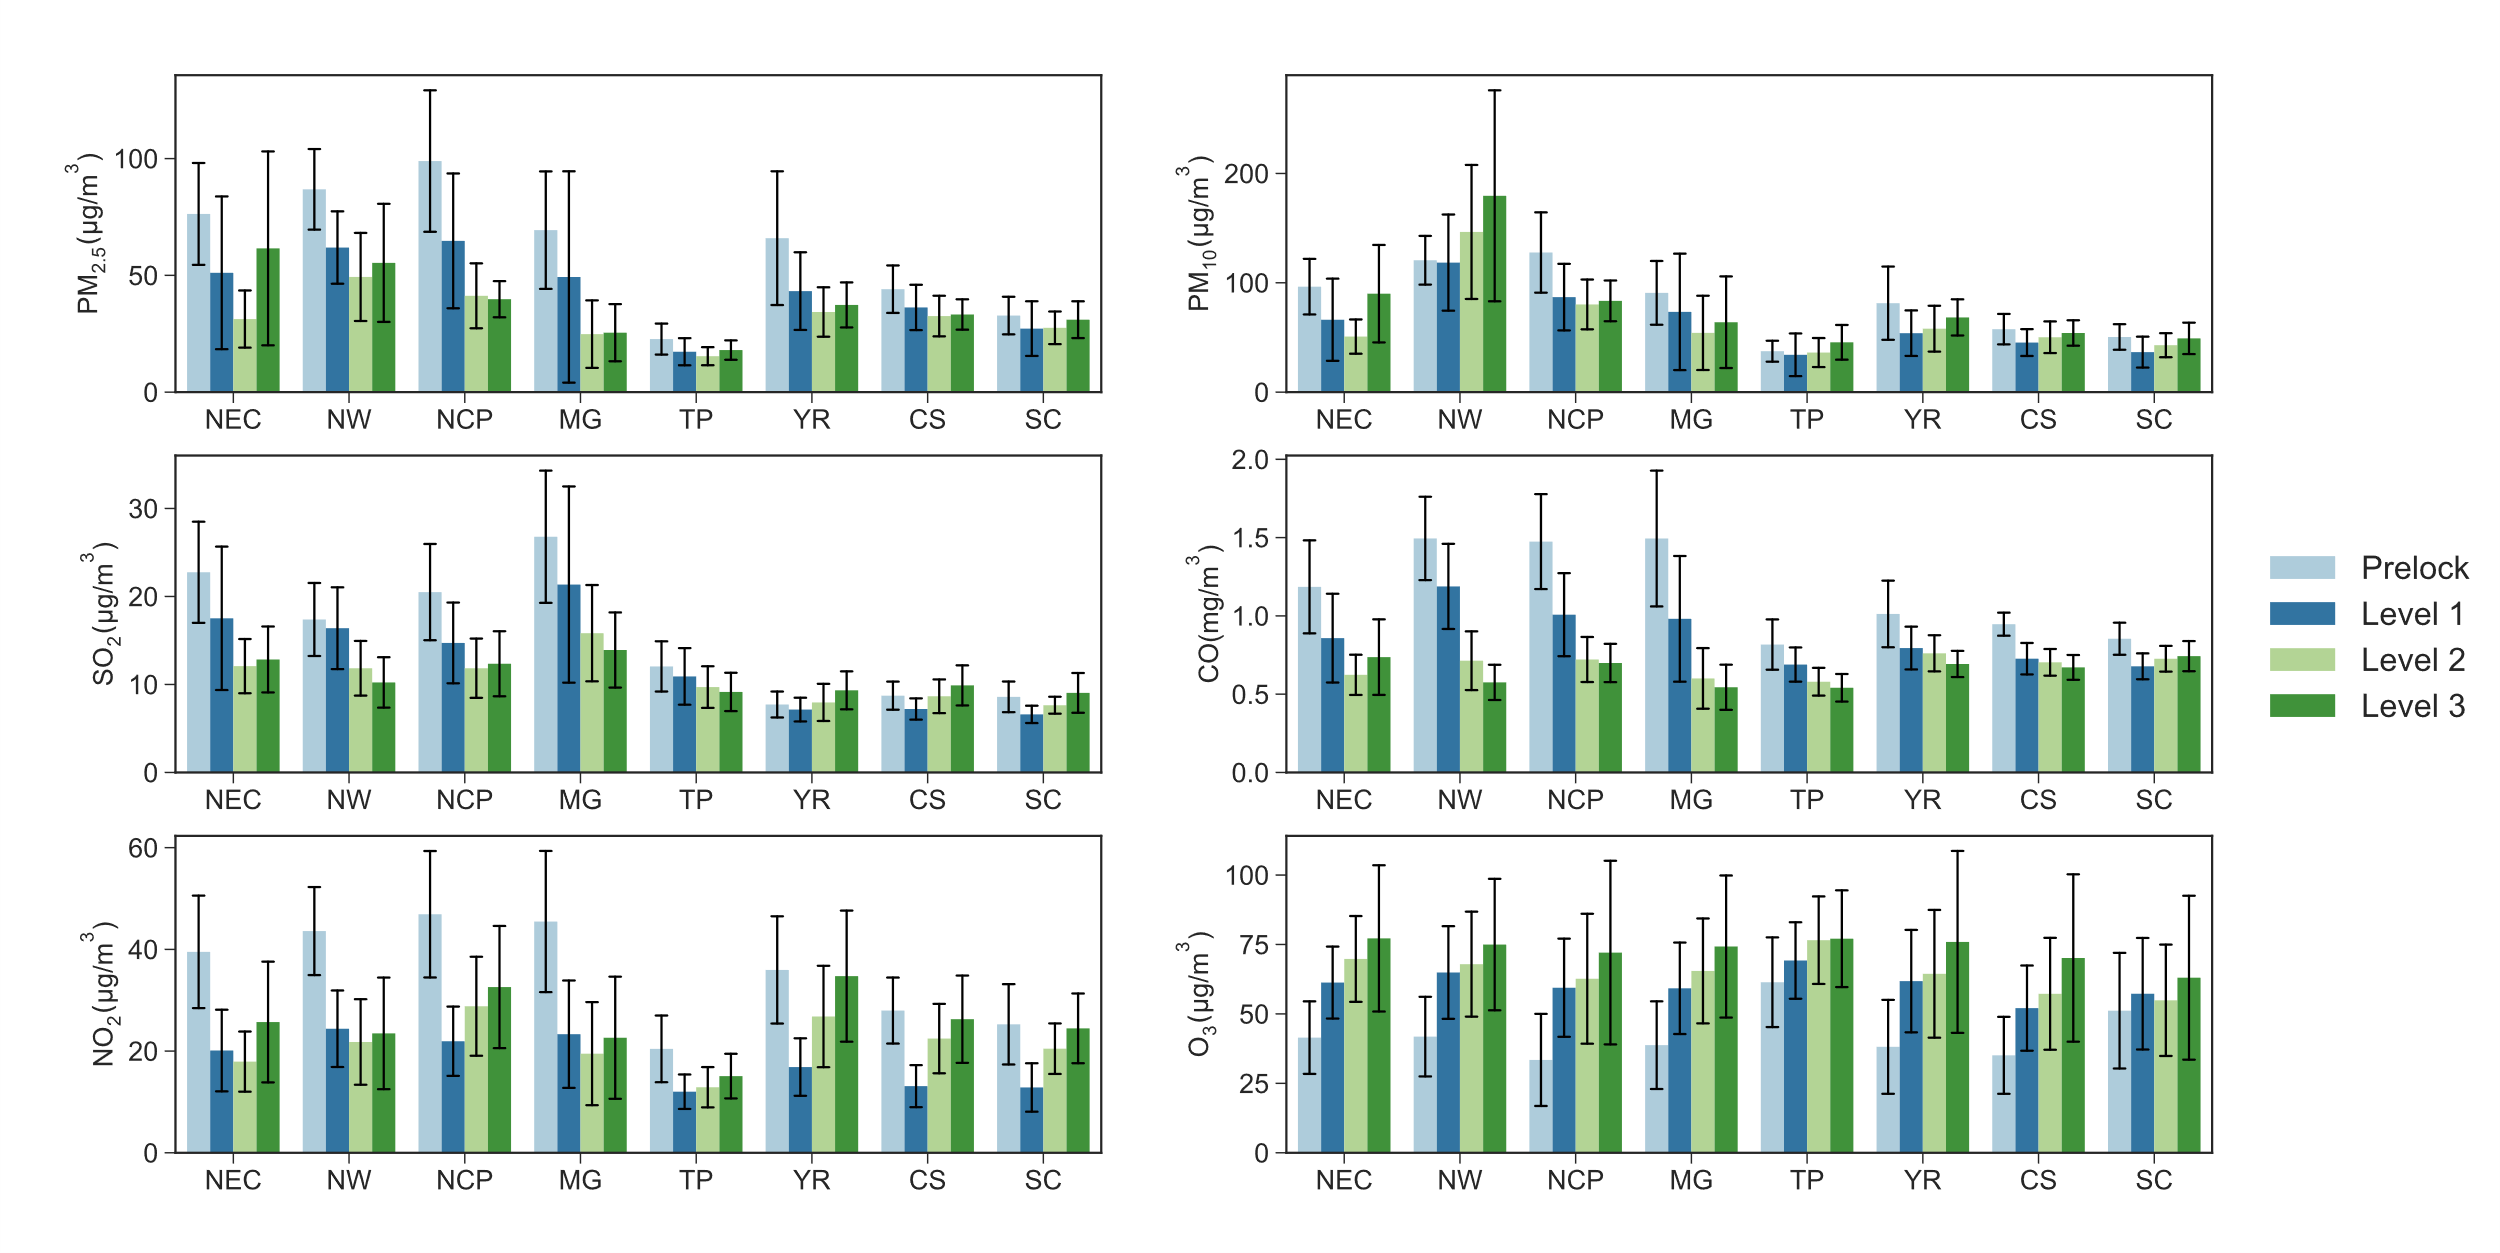 PM2.5(μg/m3)
100
50
0
NEC NW NCP MG TP YR CS SC
PM10(μg/m3)
200
100
0
NEC NW NCP MG TP YR CS SC
SO2(μg/m3)
30
20
10
0
NEC NW NCP MG TP YR CS SC
CO(mg/m3)
2.0
1.5
1.0
0.5
0.0
NEC NW NCP MG TP YR CS SC
Prelock
Level 1
Level 2
Level 3
NO2(μg/m3)
60
40
20
0
NEC NW NCP MG TP YR CS SC
O3(μg/m3)
100
75
50
25
0
NEC NW NCP MG TP YR CS SC